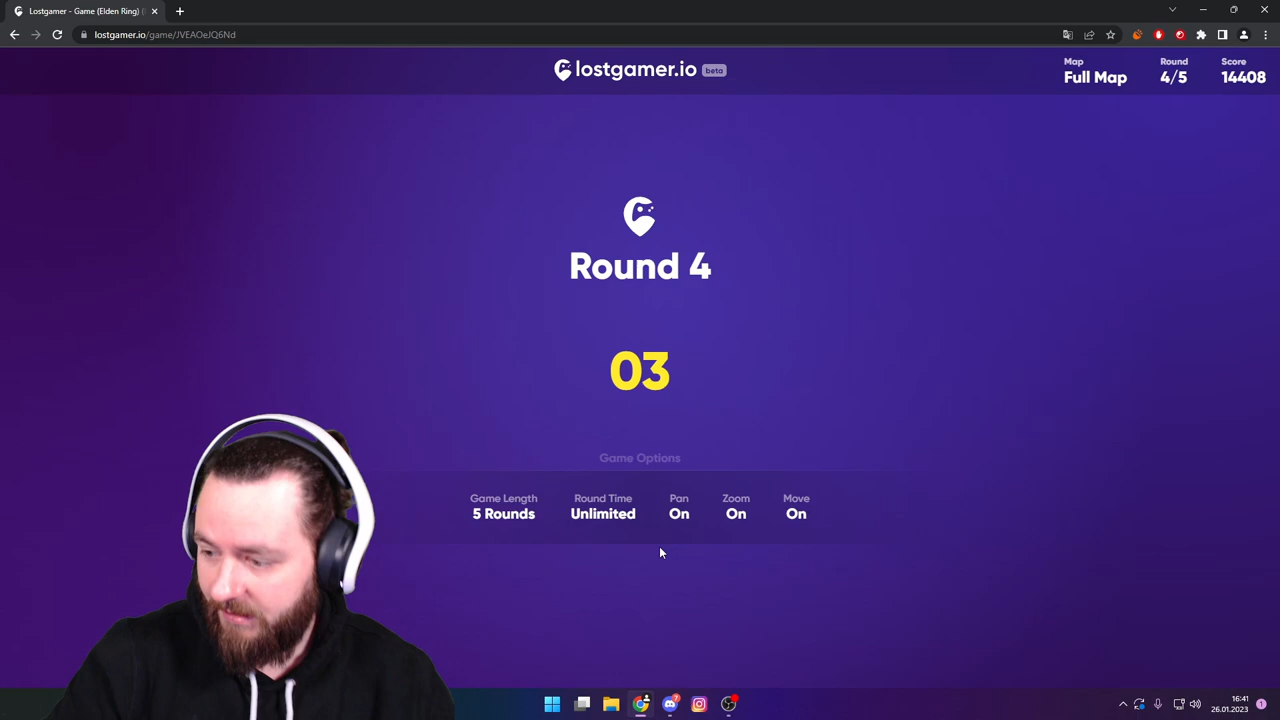 Lostgamer - Game (Elden Ring) (
lostgamer.io/game/JVEAOeJQ6Nd
lostgamer.io beta
Map
Full Map
Round
4/5
Score
14408
Round 4
03
Game Options
Game Length
5 Rounds
Round Time
Unlimited
Pan
On
Zoom
On
Move
On
7
16:41
26.01.2023
1